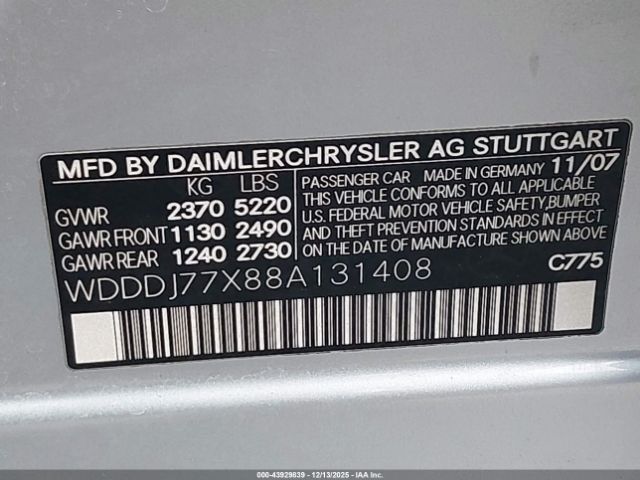 MFD BY DAIMLERCHRYSLER AG STUTTGART
KG LBS
GVWR 2370 5220
GAWR FRONT 1130 2490
GAWR REAR 1240 2730
PASSENGER CAR MADE IN GERMANY 11/07
THIS VEHICLE CONFORMS TO ALL APPLICABLE
U.S. FEDERAL MOTOR VEHICLE SAFETY,BUMPER
AND THEFT PREVENTION STANDARDS IN EFFECT
ON THE DATE OF MANUFACTURE SHOWN ABOVE.
WDDDJ77X88A131408
C775
000-43929839 - 12/13/2025 - IAA, Inc.